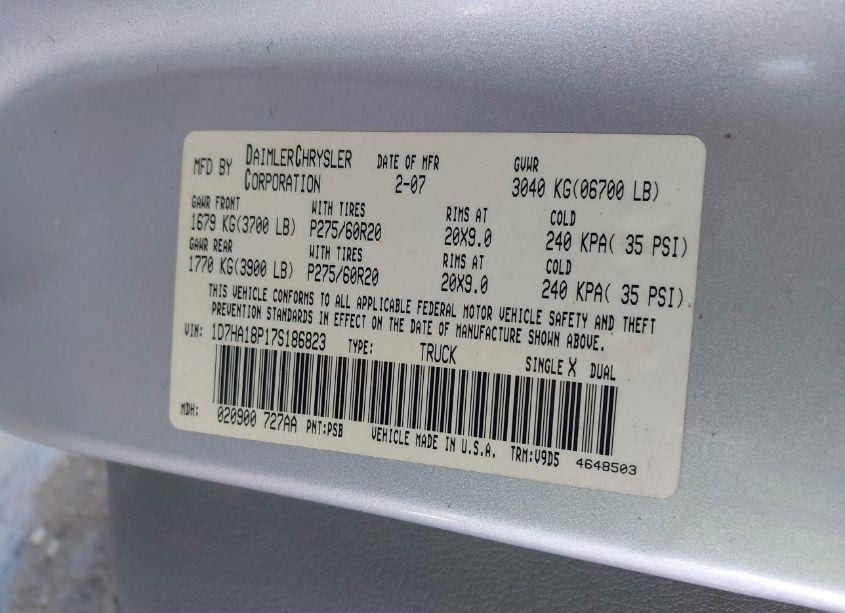 MFD BY DAIMLERCHRYSLER CORPORATION DATE OF MFR 2-07 GVWR 3040 KG(06700 LB)
GAWR FRONT WITH TIRES RIMS AT COLD
1679 KG(3700 LB) P275/60R20 20X9.0 240 KPA( 35 PSI)
GAWR REAR WITH TIRES RIMS AT COLD
1770 KG(3900 LB) P275/60R20 20X9.0 240 KPA( 35 PSI)
THIS VEHICLE CONFORMS TO ALL APPLICABLE FEDERAL MOTOR VEHICLE SAFETY AND THEFT
PREVENTION STANDARDS IN EFFECT ON THE DATE OF MANUFACTURE SHOWN ABOVE.
VIN: 1D7HA18P17S186823 TYPE: TRUCK SINGLE X DUAL
MDH: 020900 727AA PNT:PSB VEHICLE MADE IN U.S.A. TRM:V9D5 4648503